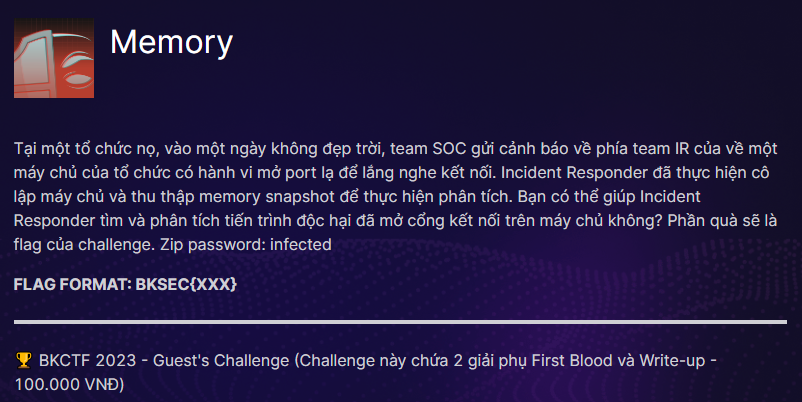 Memory
Tại một tổ chức nọ, vào một ngày không đẹp trời, team SOC gửi cảnh báo về phía team IR của về một
máy chủ của tổ chức có hành vi mở port lạ để lắng nghe kết nối. Incident Responder đã thực hiện cô
lập máy chủ và thu thập memory snapshot để thực hiện phân tích. Bạn có thể giúp Incident
Responder tìm và phân tích tiến trình độc hại đã mở cổng kết nối trên máy chủ không? Phần quà sẽ là
flag của challenge. Zip password: infected
FLAG FORMAT: BKSEC{XXX}
🏆 BKCTF 2023 - Guest's Challenge (Challenge này chứa 2 giải phụ First Blood và Write-up -
100.000 VNĐ)